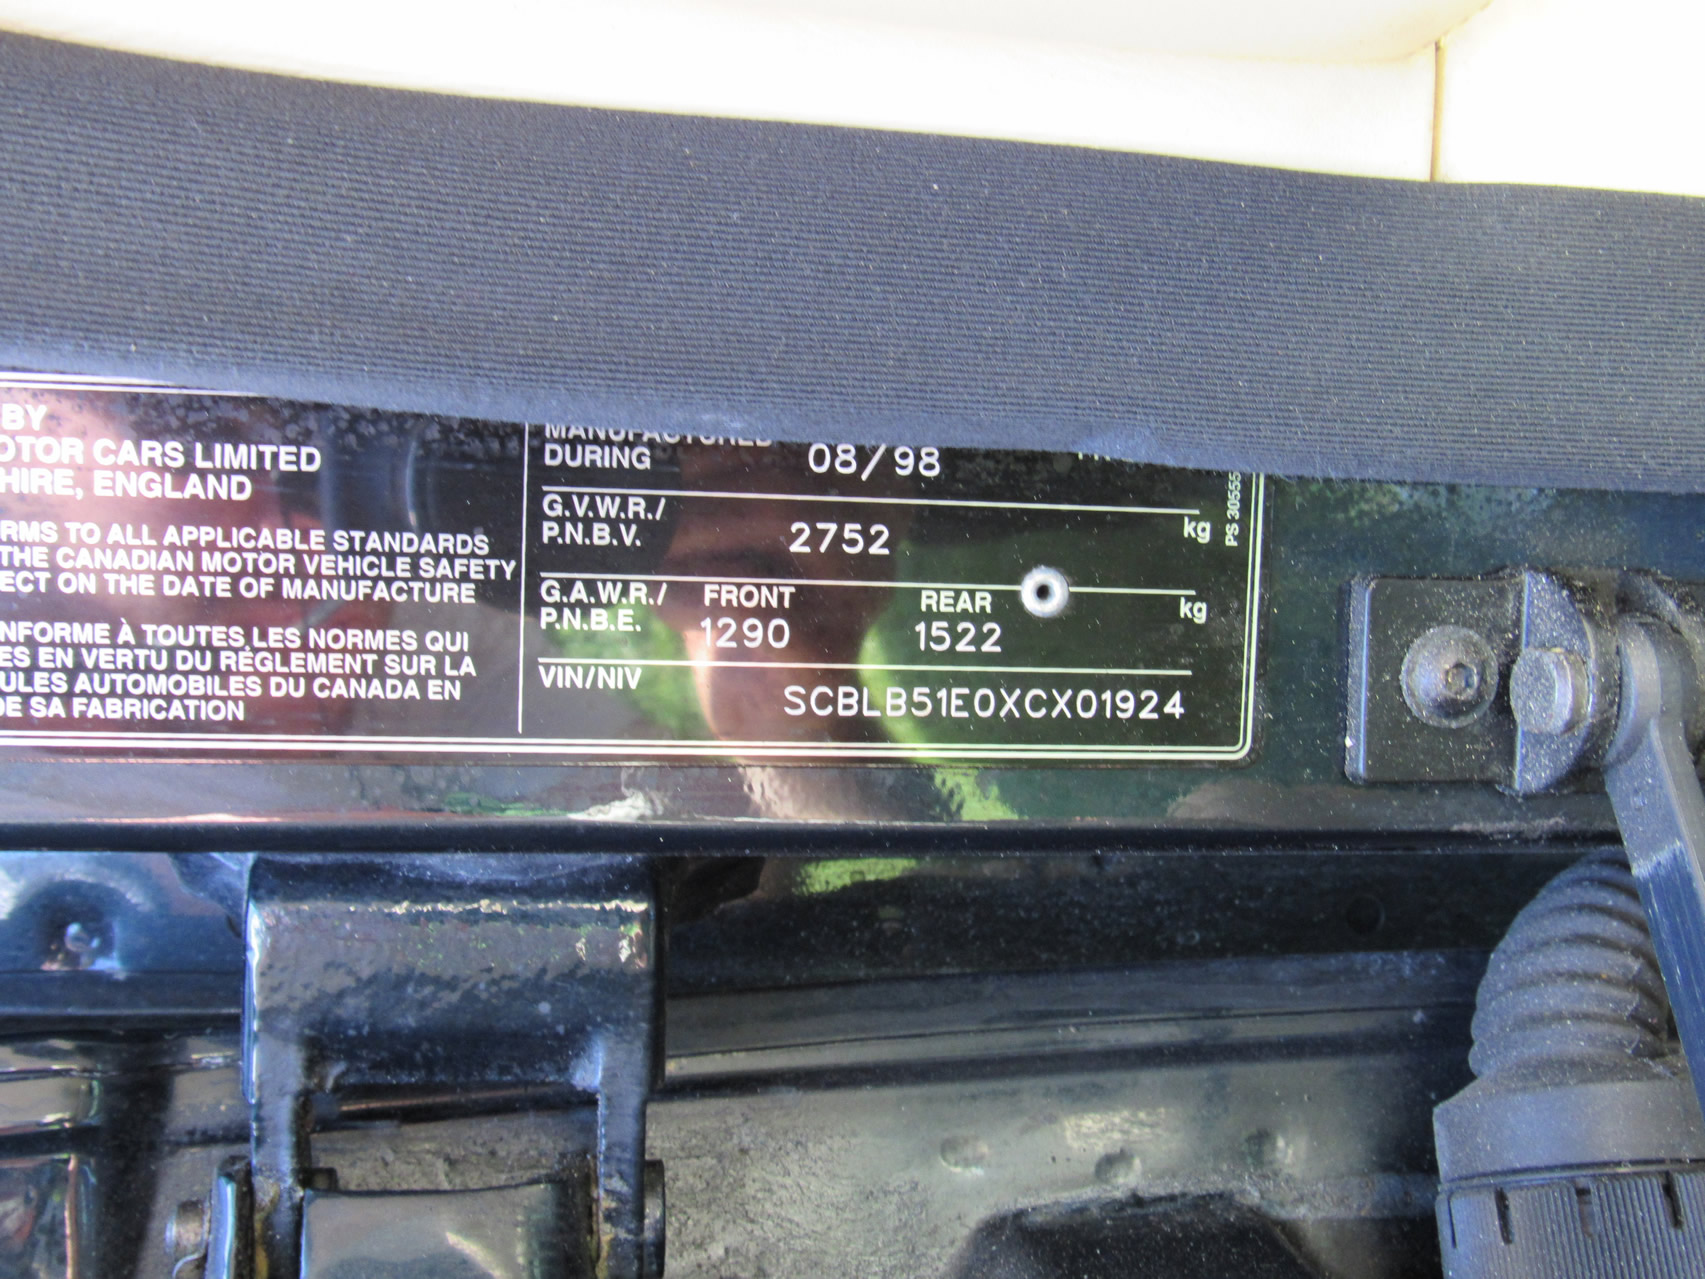 BY
OTOR CARS LIMITED
HIRE, ENGLAND
RMS TO ALL APPLICABLE STANDARDS
THE CANADIAN MOTOR VEHICLE SAFETY
ECT ON THE DATE OF MANUFACTURE
NFORME À TOUTES LES NORMES QUI
ES EN VERTU DU RÈGLEMENT SUR LA
ULES AUTOMOBILES DU CANADA EN
DE SA FABRICATION
MANUFACTURED
DURING 08/98
G.V.W.R./
P.N.B.V. 2752 kg
G.A.W.R./ FRONT REAR kg
P.N.B.E. 1290 1522
VIN/NIV
SCBLB51E0XCX01924
PS 30555